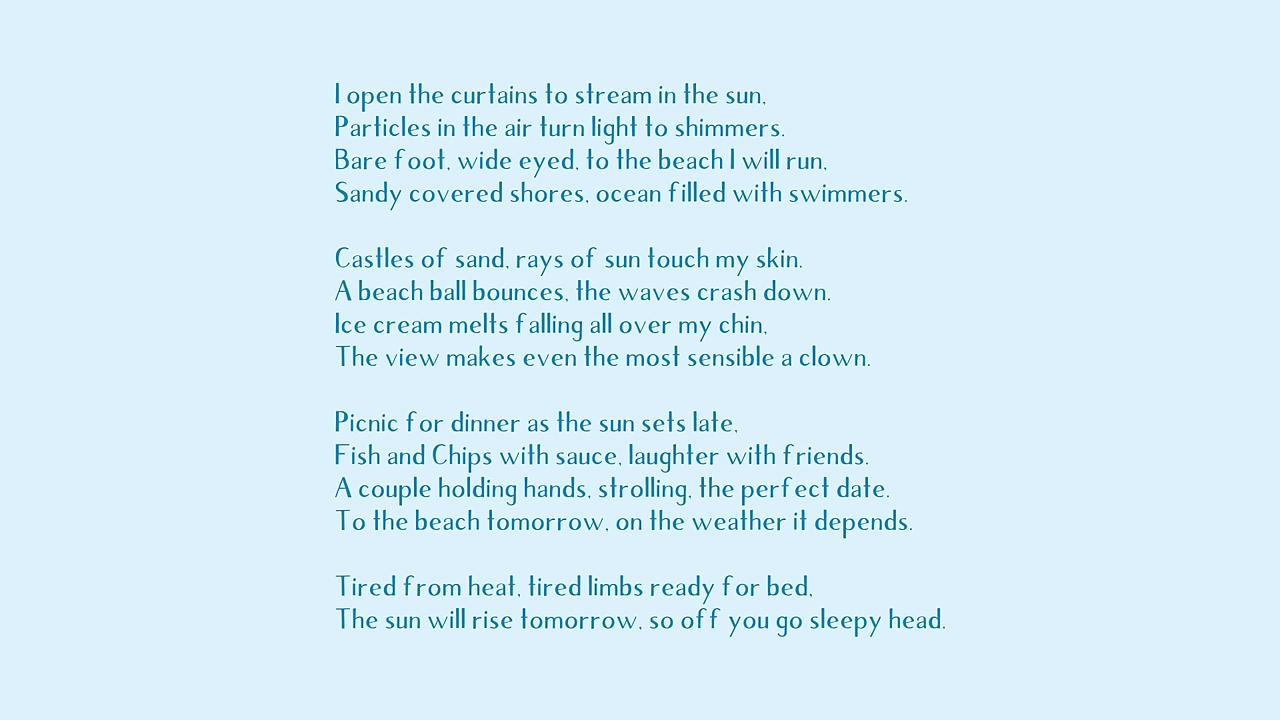 I open the curtains to stream in the sun,
Particles in the air turn light to shimmers.
Bare foot, wide eyed, to the beach I will run,
Sandy covered shores, ocean filled with swimmers.
Castles of sand, rays of sun touch my skin.
A beach ball bounces, the waves crash down.
Ice cream melts falling all over my chin,
The view makes even the most sensible a clown.
Picnic for dinner as the sun sets late,
Fish and Chips with sauce, laughter with friends.
A couple holding hands, strolling, the perfect date.
To the beach tomorrow, on the weather it depends.
Tired from heat, tired limbs ready for bed,
The sun will rise tomorrow, so off you go sleepy head.